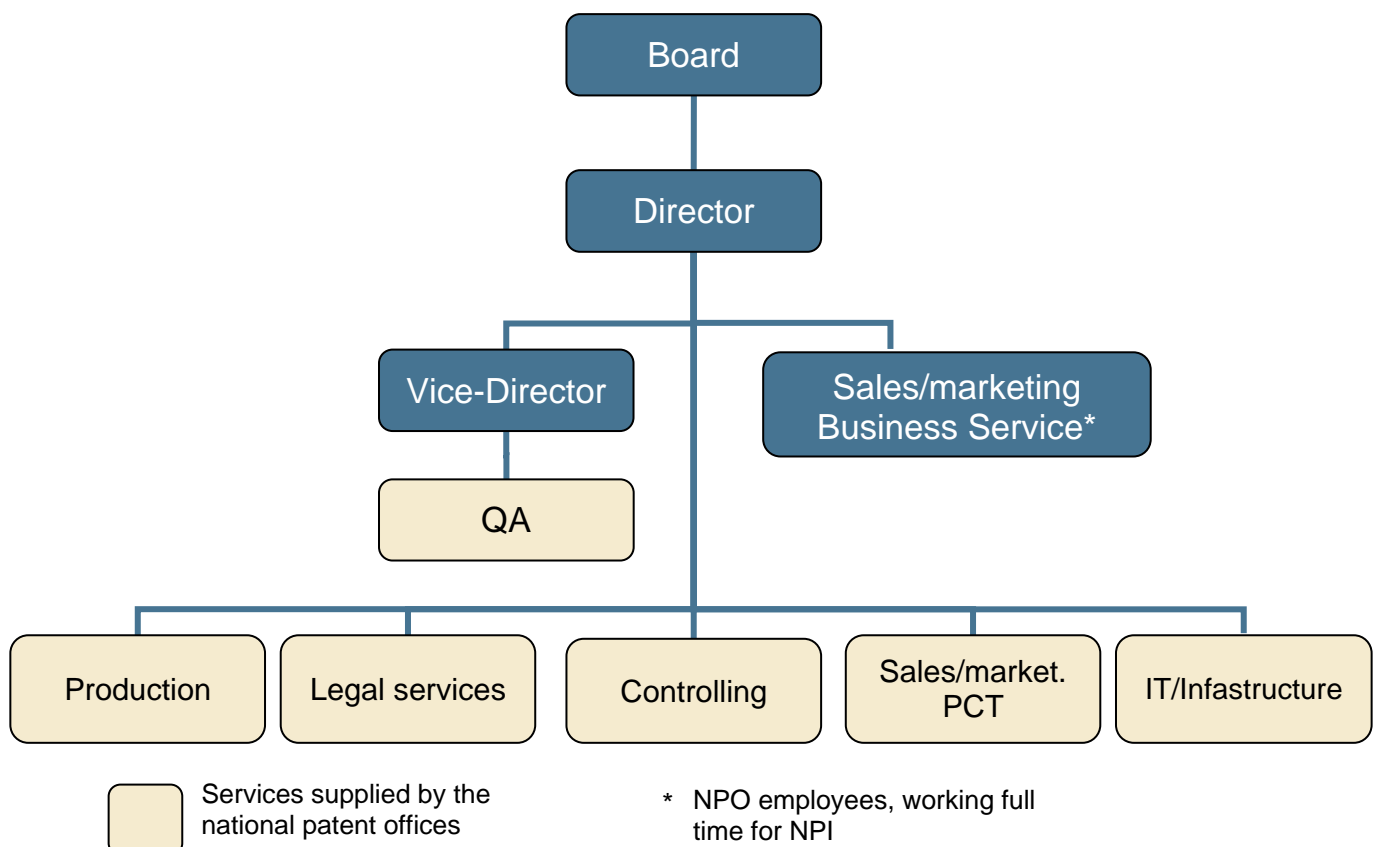 Board
Director
Vice-Director
Sales/marketing
Business Service*
QA
Production
Legal services
Controlling
Sales/market.
PCT
IT/Infastructure
Services supplied by the
national patent offices
* NPO employees, working full
time for NPI